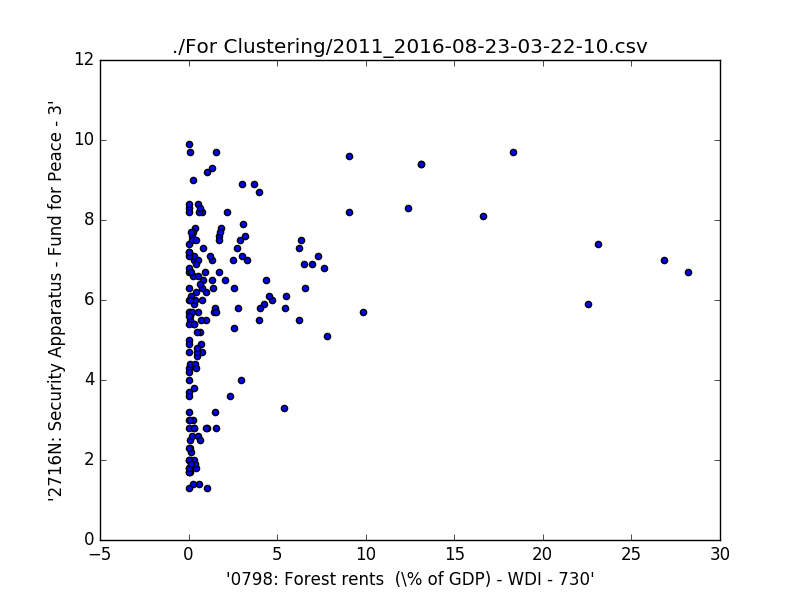 ./For Clustering/2011_2016-08-23-03-22-10.csv
'2716N: Security Apparatus - Fund for Peace - 3'
12
10
8
6
4
2
0
−5 0 5 10 15 20 25 30
'0798: Forest rents  (\% of GDP) - WDI - 730'